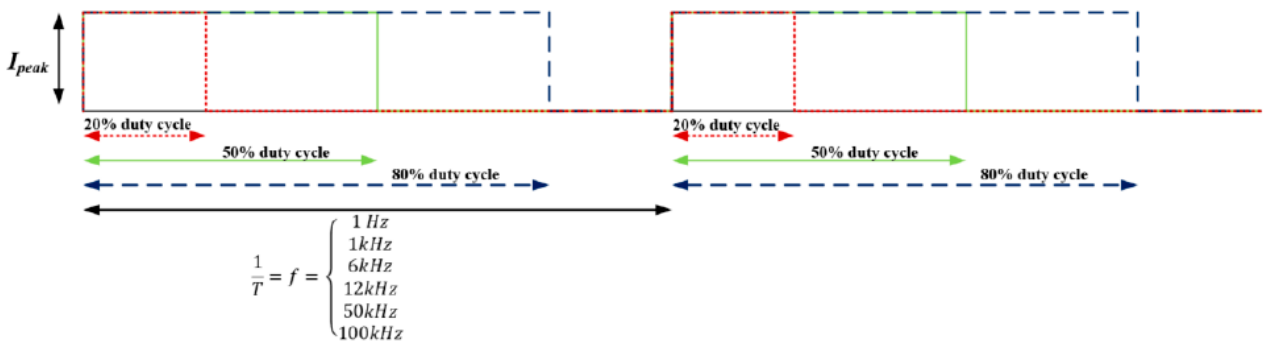 I_peak
20% duty cycle 20% duty cycle
50% duty cycle 50% duty cycle
80% duty cycle 80% duty cycle
1/T = f = { 1 Hz
1kHz
6kHz
12kHz
50kHz
100kHz